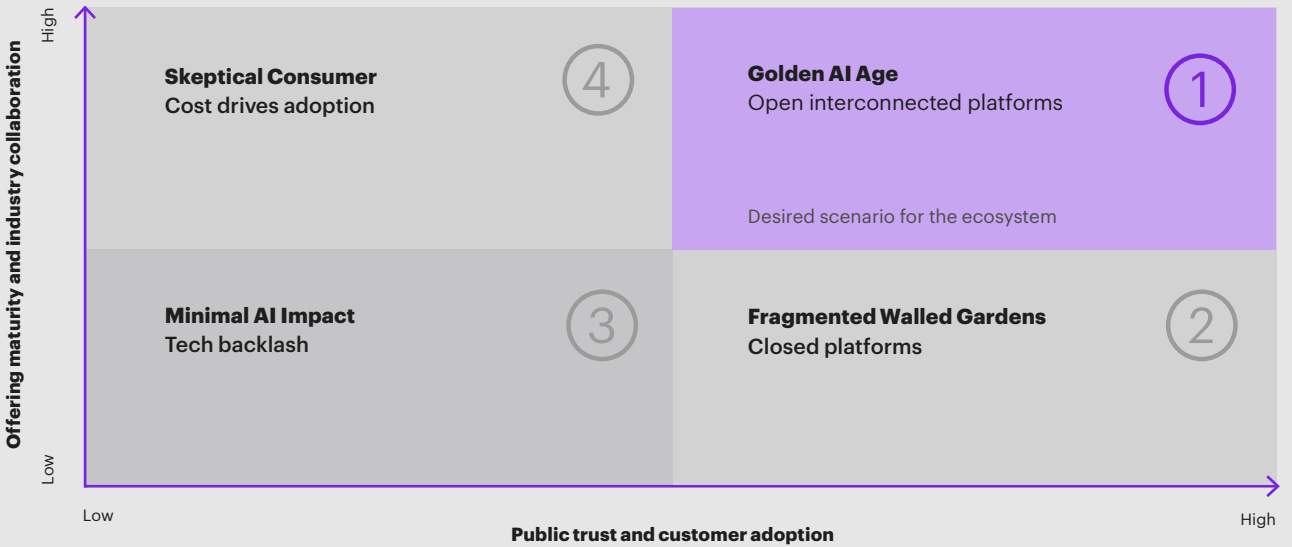 High
Offering maturity and industry collaboration
Low
Skeptical Consumer
Cost drives adoption
4
Golden AI Age
Open interconnected platforms
1
Desired scenario for the ecosystem
Minimal AI Impact
Tech backlash
3
Fragmented Walled Gardens
Closed platforms
2
Low
Public trust and customer adoption
High